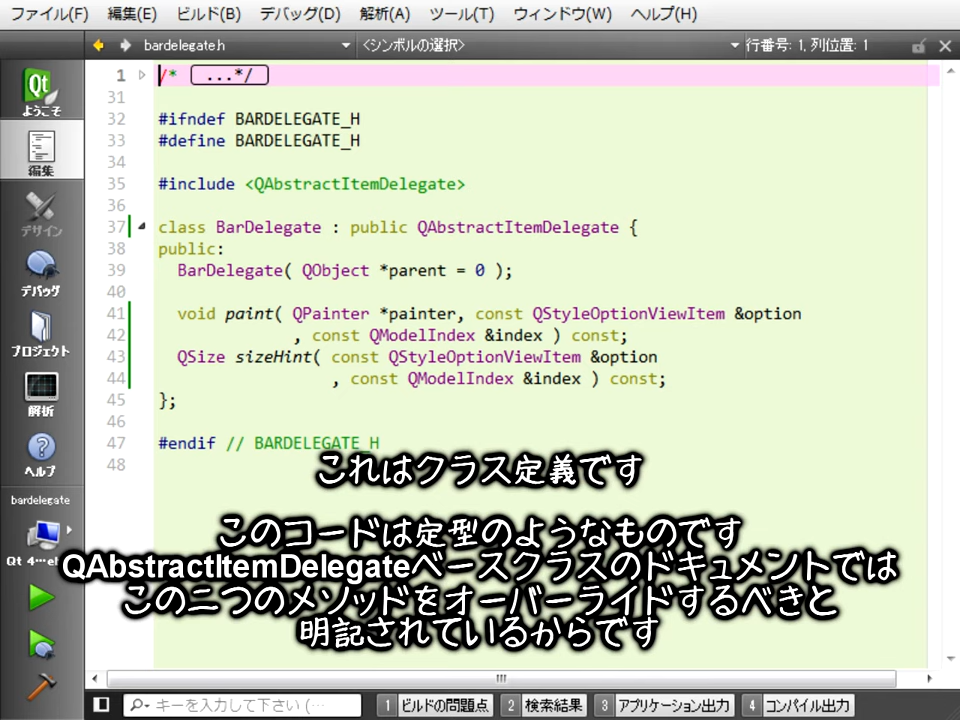 ファイル(F) 編集(E) ビルド(B) デバッグ(D) 解析(A) ツール(T) ウィンドウ(W) ヘルプ(H)
bardelegate.h <シンボルの選択> 行番号: 1, 列位置: 1
ようこそ
編集
デザイン
デバッグ
プロジェクト
解析
ヘルプ
bardelegate
Qt 4…el
1 /* ...*/
31
32 #ifndef BARDELEGATE_H
33 #define BARDELEGATE_H
34
35 #include <QAbstractItemDelegate>
36
37 class BarDelegate : public QAbstractItemDelegate {
38 public:
39 BarDelegate( QObject *parent = 0 );
40
41 void paint( QPainter *painter, const QStyleOptionViewItem &option
42 , const QModelIndex &index ) const;
43 QSize sizeHint( const QStyleOptionViewItem &option
44 , const QModelIndex &index ) const;
45 };
46
47 #endif // BARDELEGATE_H
48
これはクラス定義です
このコードは定型のようなものです
QAbstractItemDelegateベースクラスのドキュメントでは
この二つのメソッドをオーバーライドするべきと
明記されているからです
キーを入力して下さい (… 1 ビルドの問題点 2 検索結果 3 アプリケーション出力 4 コンパイル出力